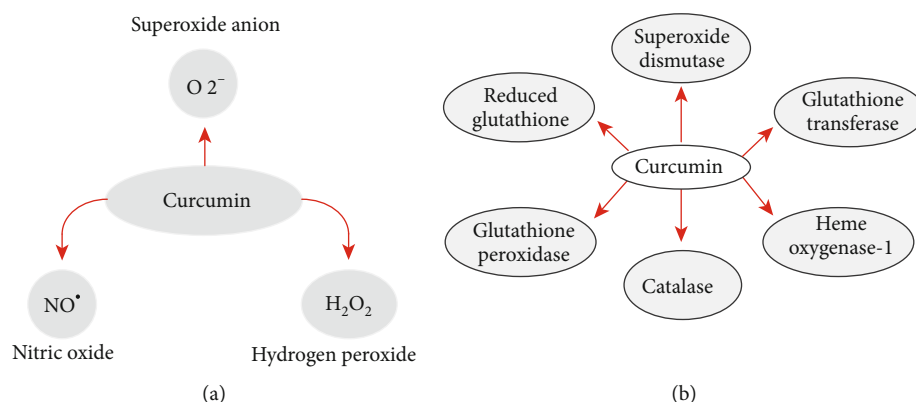 Superoxide anion
O 2⁻
Curcumin
NO•
Nitric oxide
H₂O₂
Hydrogen peroxide
(a)
Superoxide
dismutase
Reduced
glutathione
Glutathione
transferase
Curcumin
Glutathione
peroxidase
Heme
oxygenase-1
Catalase
(b)